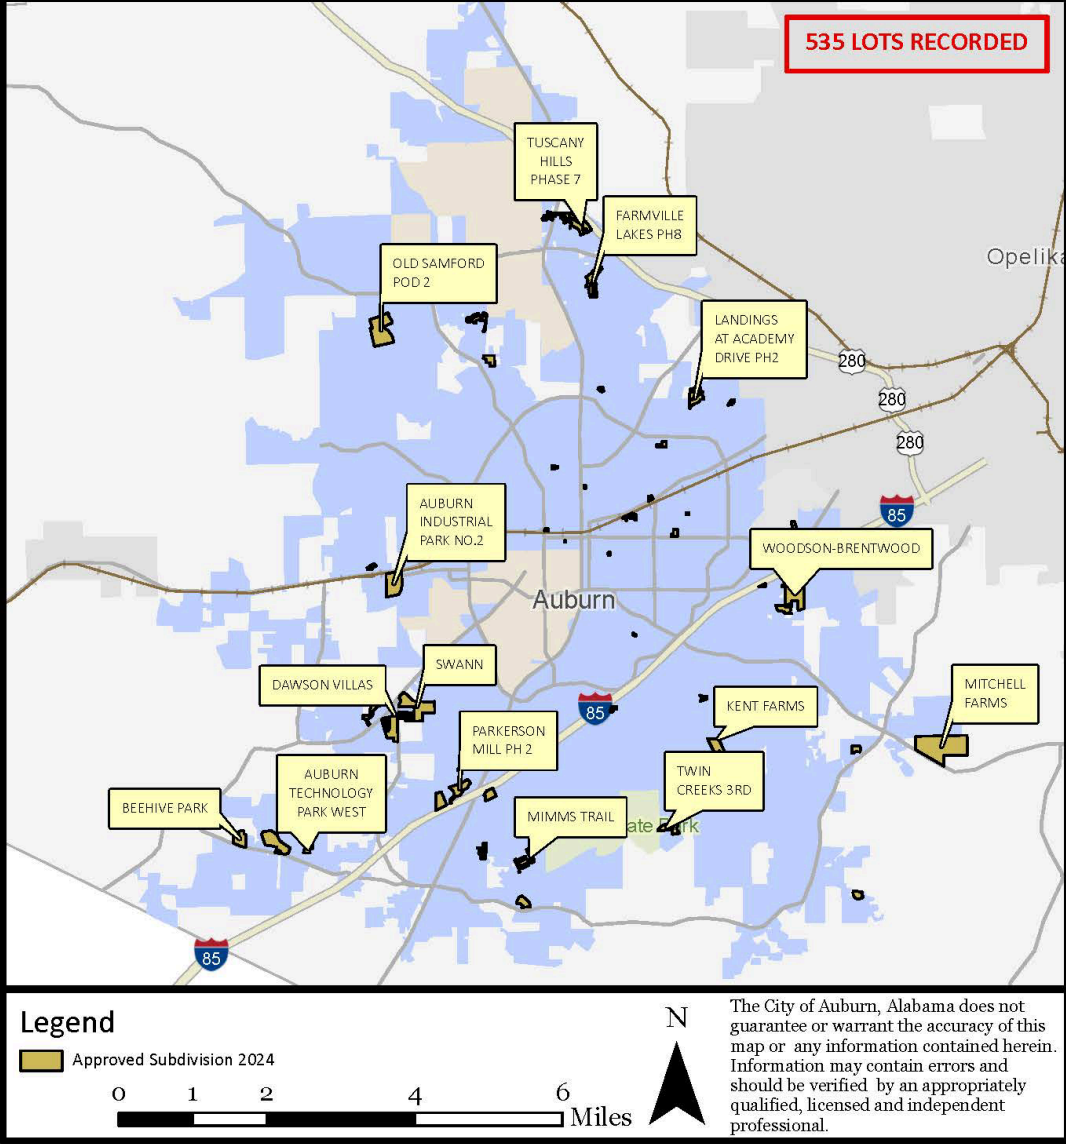 535 LOTS RECORDED
TUSCANY
HILLS
PHASE 7
FARMVILLE
LAKES PH8
OLD SAMFORD
POD 2
Opelika
LANDINGS
AT ACADEMY
DRIVE PH2
280
280
280
AUBURN
INDUSTRIAL
PARK NO.2
85
WOODSON-BRENTWOOD
Auburn
SWANN
DAWSON VILLAS
MITCHELL
FARMS
KENT FARMS
85
PARKERSON
MILL PH 2
AUBURN
TECHNOLOGY
PARK WEST
TWIN
CREEKS 3RD
BEEHIVE PARK
MIMMS TRAIL
ate Park
85
Legend
Approved Subdivision 2024
0 1 2 4 6
Miles
N
The City of Auburn, Alabama does not
guarantee or warrant the accuracy of this
map or any information contained herein.
Information may contain errors and
should be verified by an appropriately
qualified, licensed and independent
professional.